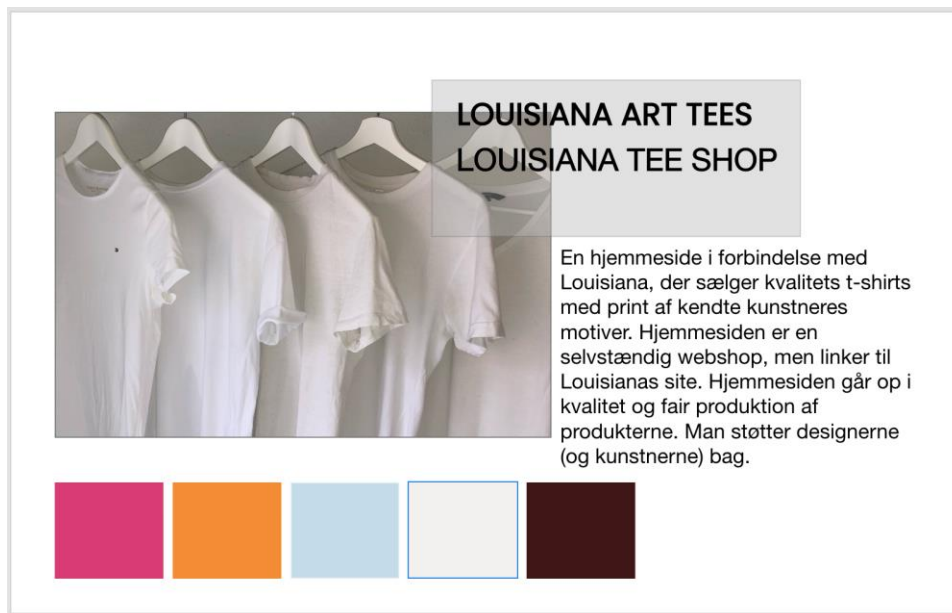 LOUISIANA ART TEES
LOUISIANA TEE SHOP
En hjemmeside i forbindelse med
Louisiana, der sælger kvalitets t-shirts
med print af kendte kunstneres
motiver. Hjemmesiden er en
selvstændig webshop, men linker til
Louisianas site. Hjemmesiden går op i
kvalitet og fair produktion af
produkterne. Man støtter designerne
(og kunstnerne) bag.